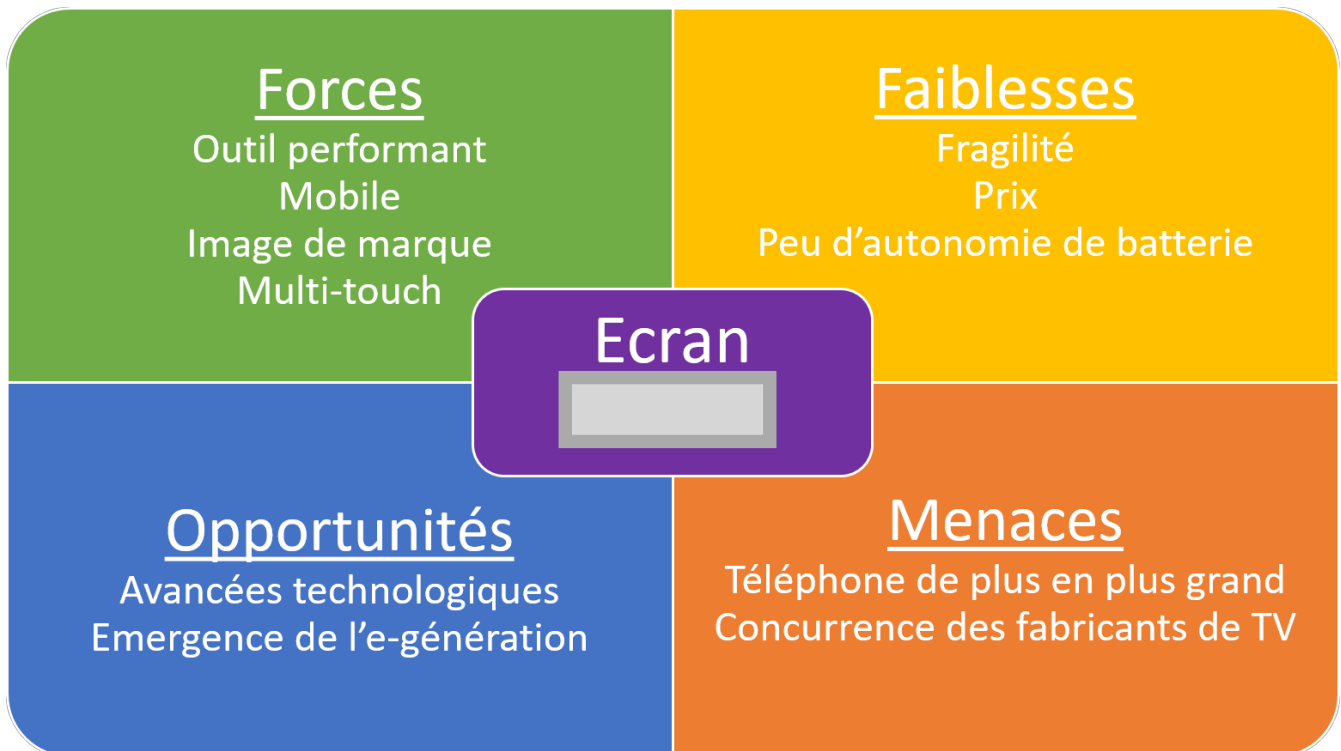 Forces
Outil performant
Mobile
Image de marque
Multi-touch
Faiblesses
Fragilité
Prix
Peu d’autonomie de batterie
Ecran
Opportunités
Avancées technologiques
Emergence de l’e-génération
Menaces
Téléphone de plus en plus grand
Concurrence des fabricants de TV